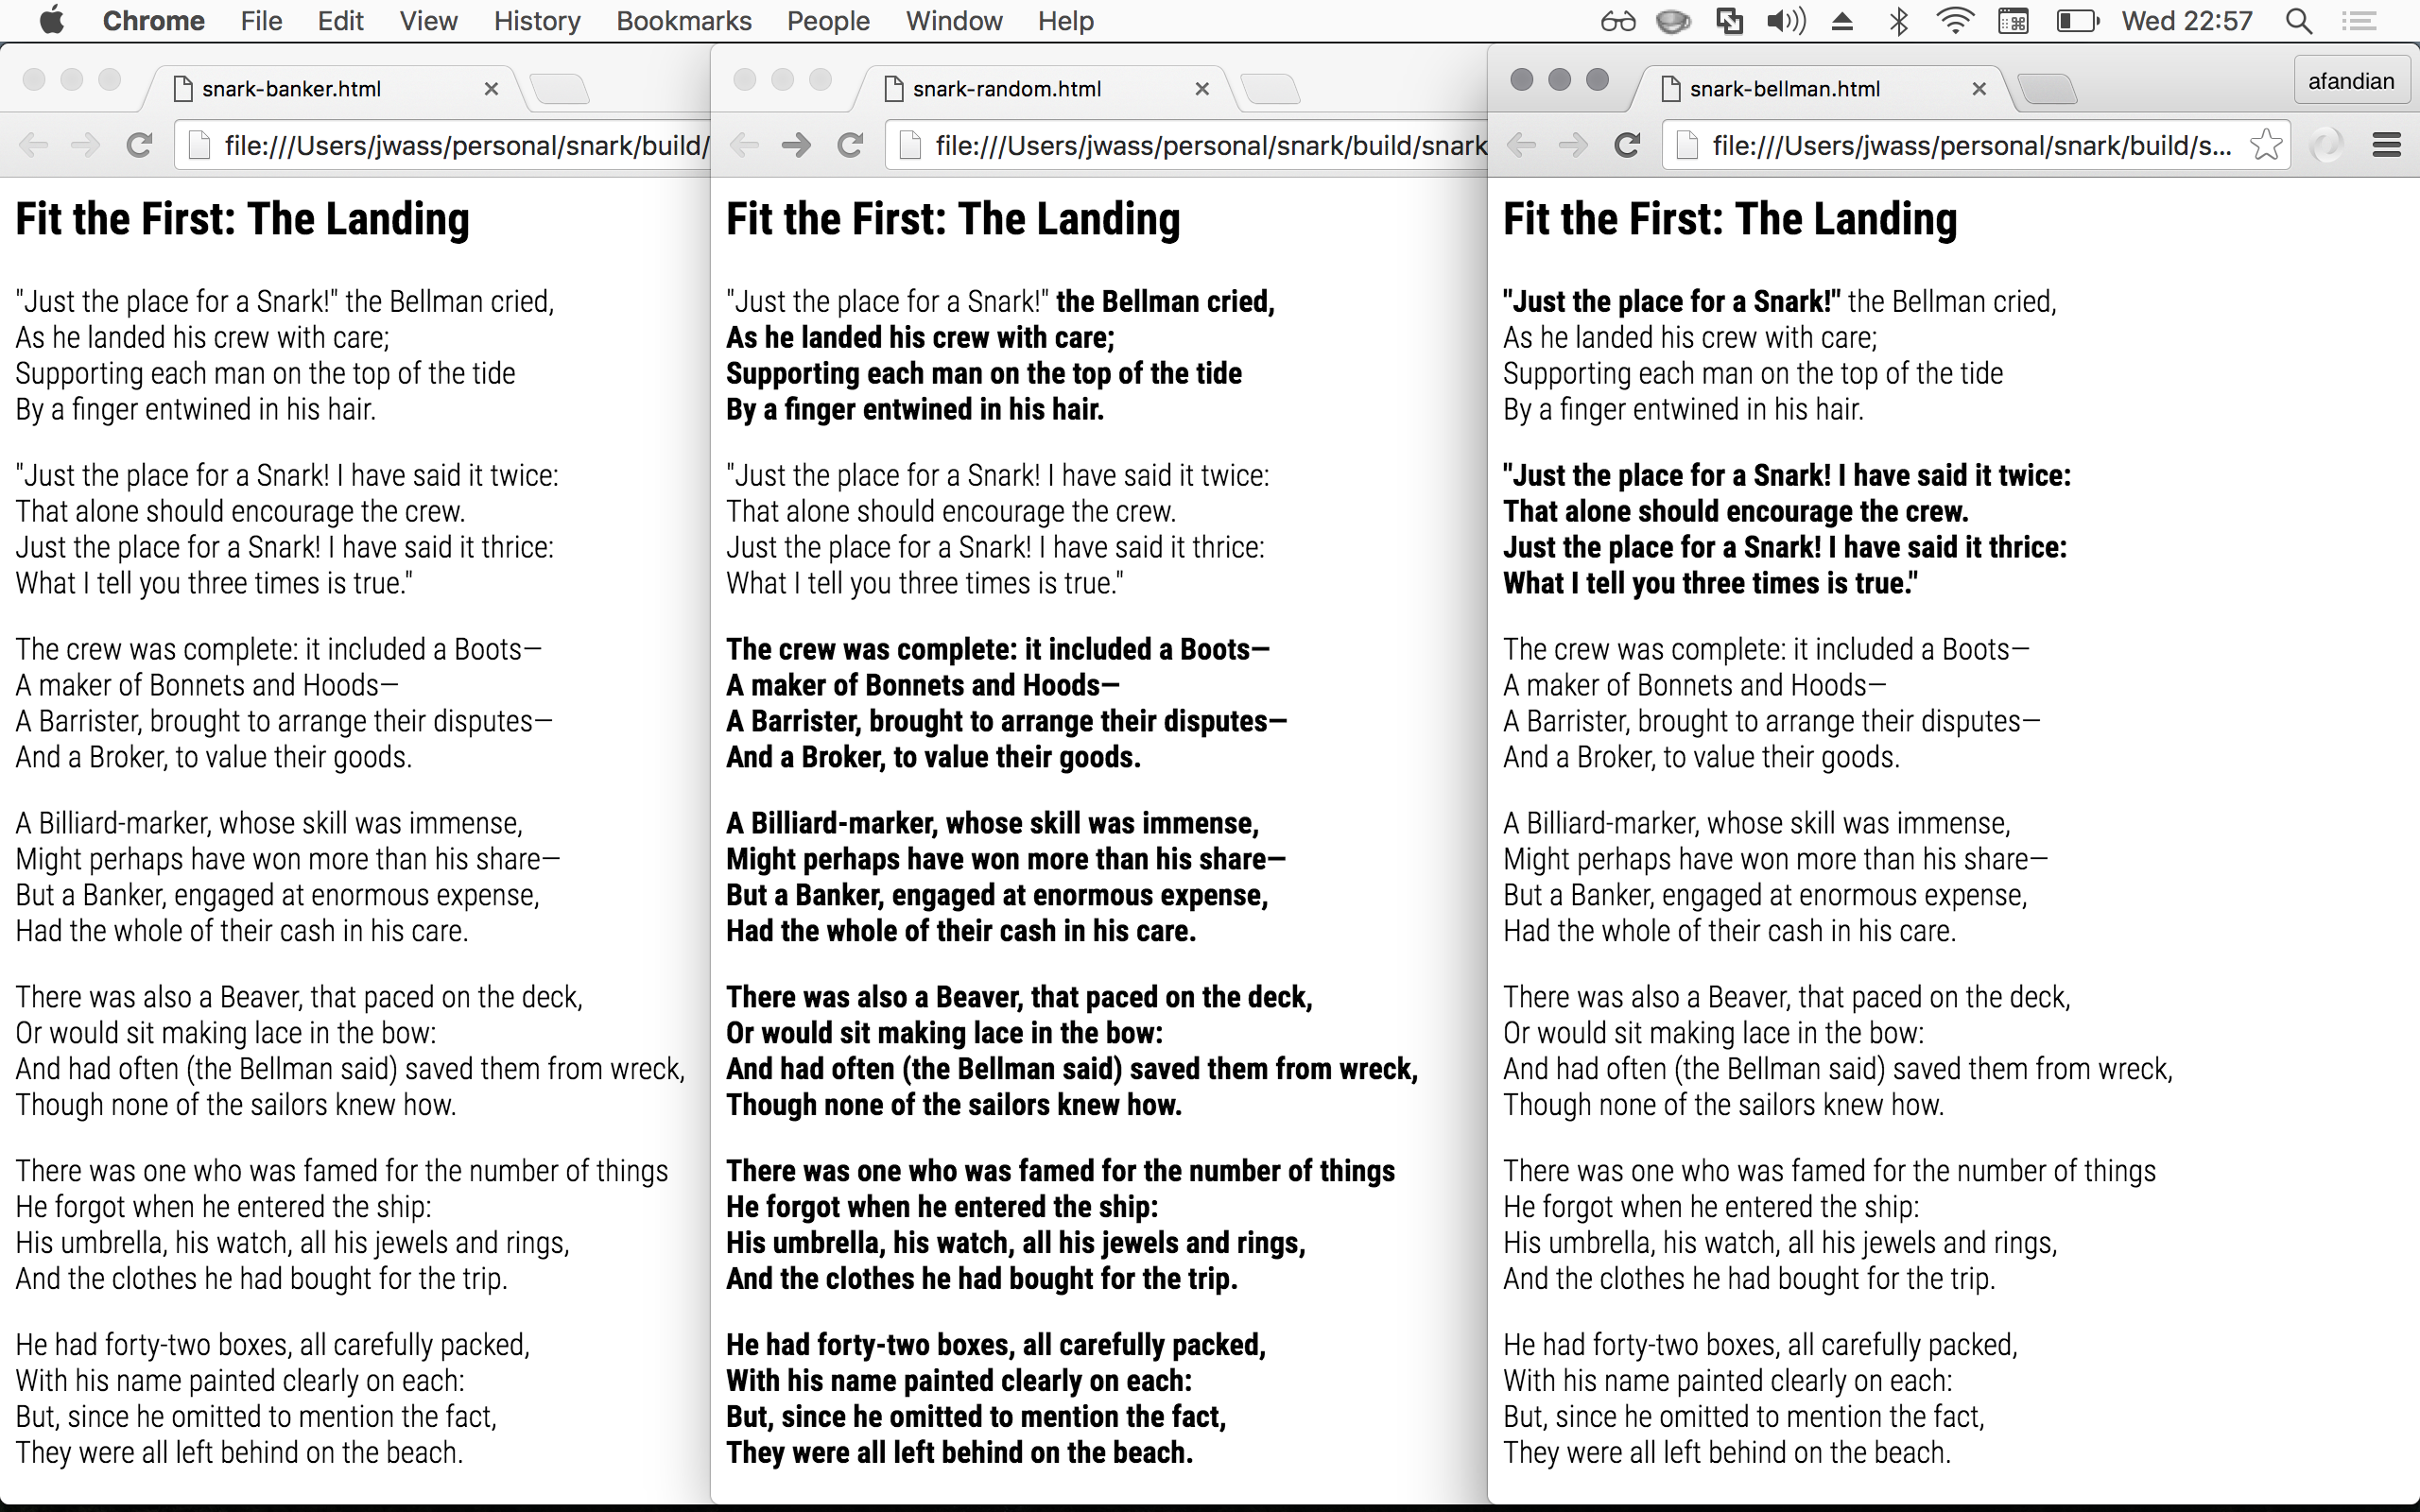 Chrome File Edit View History Bookmarks People Window Help Wed 22:57
snark-banker.html
file:///Users/jwass/personal/snark/build/
Fit the First: The Landing
"Just the place for a Snark!" the Bellman cried,
As he landed his crew with care;
Supporting each man on the top of the tide
By a finger entwined in his hair.
"Just the place for a Snark! I have said it twice:
That alone should encourage the crew.
Just the place for a Snark! I have said it thrice:
What I tell you three times is true."
The crew was complete: it included a Boots—
A maker of Bonnets and Hoods—
A Barrister, brought to arrange their disputes—
And a Broker, to value their goods.
A Billiard-marker, whose skill was immense,
Might perhaps have won more than his share—
But a Banker, engaged at enormous expense,
Had the whole of their cash in his care.
There was also a Beaver, that paced on the deck,
Or would sit making lace in the bow:
And had often (the Bellman said) saved them from wreck,
Though none of the sailors knew how.
There was one who was famed for the number of things
He forgot when he entered the ship:
His umbrella, his watch, all his jewels and rings,
And the clothes he had bought for the trip.
He had forty-two boxes, all carefully packed,
With his name painted clearly on each:
But, since he omitted to mention the fact,
They were all left behind on the beach.
snark-random.html
file:///Users/jwass/personal/snark/build/snark
Fit the First: The Landing
"Just the place for a Snark!" the Bellman cried,
As he landed his crew with care;
Supporting each man on the top of the tide
By a finger entwined in his hair.
"Just the place for a Snark! I have said it twice:
That alone should encourage the crew.
Just the place for a Snark! I have said it thrice:
What I tell you three times is true."
The crew was complete: it included a Boots—
A maker of Bonnets and Hoods—
A Barrister, brought to arrange their disputes—
And a Broker, to value their goods.
A Billiard-marker, whose skill was immense,
Might perhaps have won more than his share—
But a Banker, engaged at enormous expense,
Had the whole of their cash in his care.
There was also a Beaver, that paced on the deck,
Or would sit making lace in the bow:
And had often (the Bellman said) saved them from wreck,
Though none of the sailors knew how.
There was one who was famed for the number of things
He forgot when he entered the ship:
His umbrella, his watch, all his jewels and rings,
And the clothes he had bought for the trip.
He had forty-two boxes, all carefully packed,
With his name painted clearly on each:
But, since he omitted to mention the fact,
They were all left behind on the beach.
snark-bellman.html
afandian
file:///Users/jwass/personal/snark/build/s...
Fit the First: The Landing
"Just the place for a Snark!" the Bellman cried,
As he landed his crew with care;
Supporting each man on the top of the tide
By a finger entwined in his hair.
"Just the place for a Snark! I have said it twice:
That alone should encourage the crew.
Just the place for a Snark! I have said it thrice:
What I tell you three times is true."
The crew was complete: it included a Boots—
A maker of Bonnets and Hoods—
A Barrister, brought to arrange their disputes—
And a Broker, to value their goods.
A Billiard-marker, whose skill was immense,
Might perhaps have won more than his share—
But a Banker, engaged at enormous expense,
Had the whole of their cash in his care.
There was also a Beaver, that paced on the deck,
Or would sit making lace in the bow:
And had often (the Bellman said) saved them from wreck,
Though none of the sailors knew how.
There was one who was famed for the number of things
He forgot when he entered the ship:
His umbrella, his watch, all his jewels and rings,
And the clothes he had bought for the trip.
He had forty-two boxes, all carefully packed,
With his name painted clearly on each:
But, since he omitted to mention the fact,
They were all left behind on the beach.